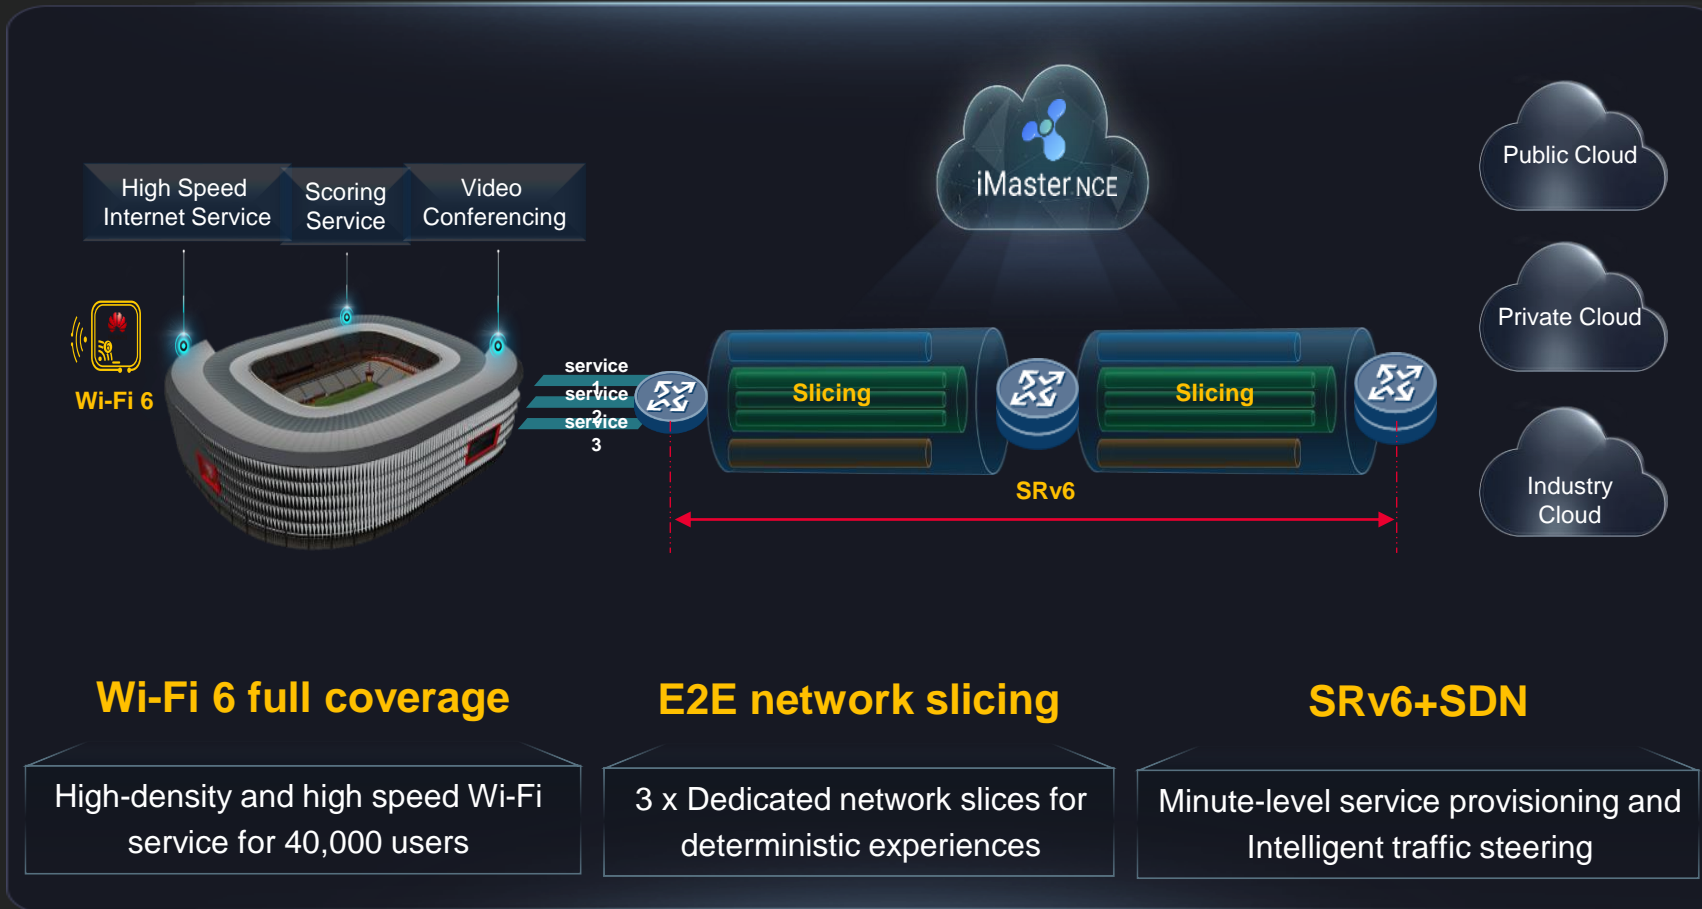 High Speed
Internet Service
Scoring
Service
Video
Conferencing
Wi-Fi 6
service
1
service
2
service
3
iMaster NCE
Slicing
Slicing
SRv6
Public Cloud
Private Cloud
Industry
Cloud
Wi-Fi 6 full coverage
High-density and high speed Wi-Fi
service for 40,000 users
E2E network slicing
3 x Dedicated network slices for
deterministic experiences
SRv6+SDN
Minute-level service provisioning and
Intelligent traffic steering